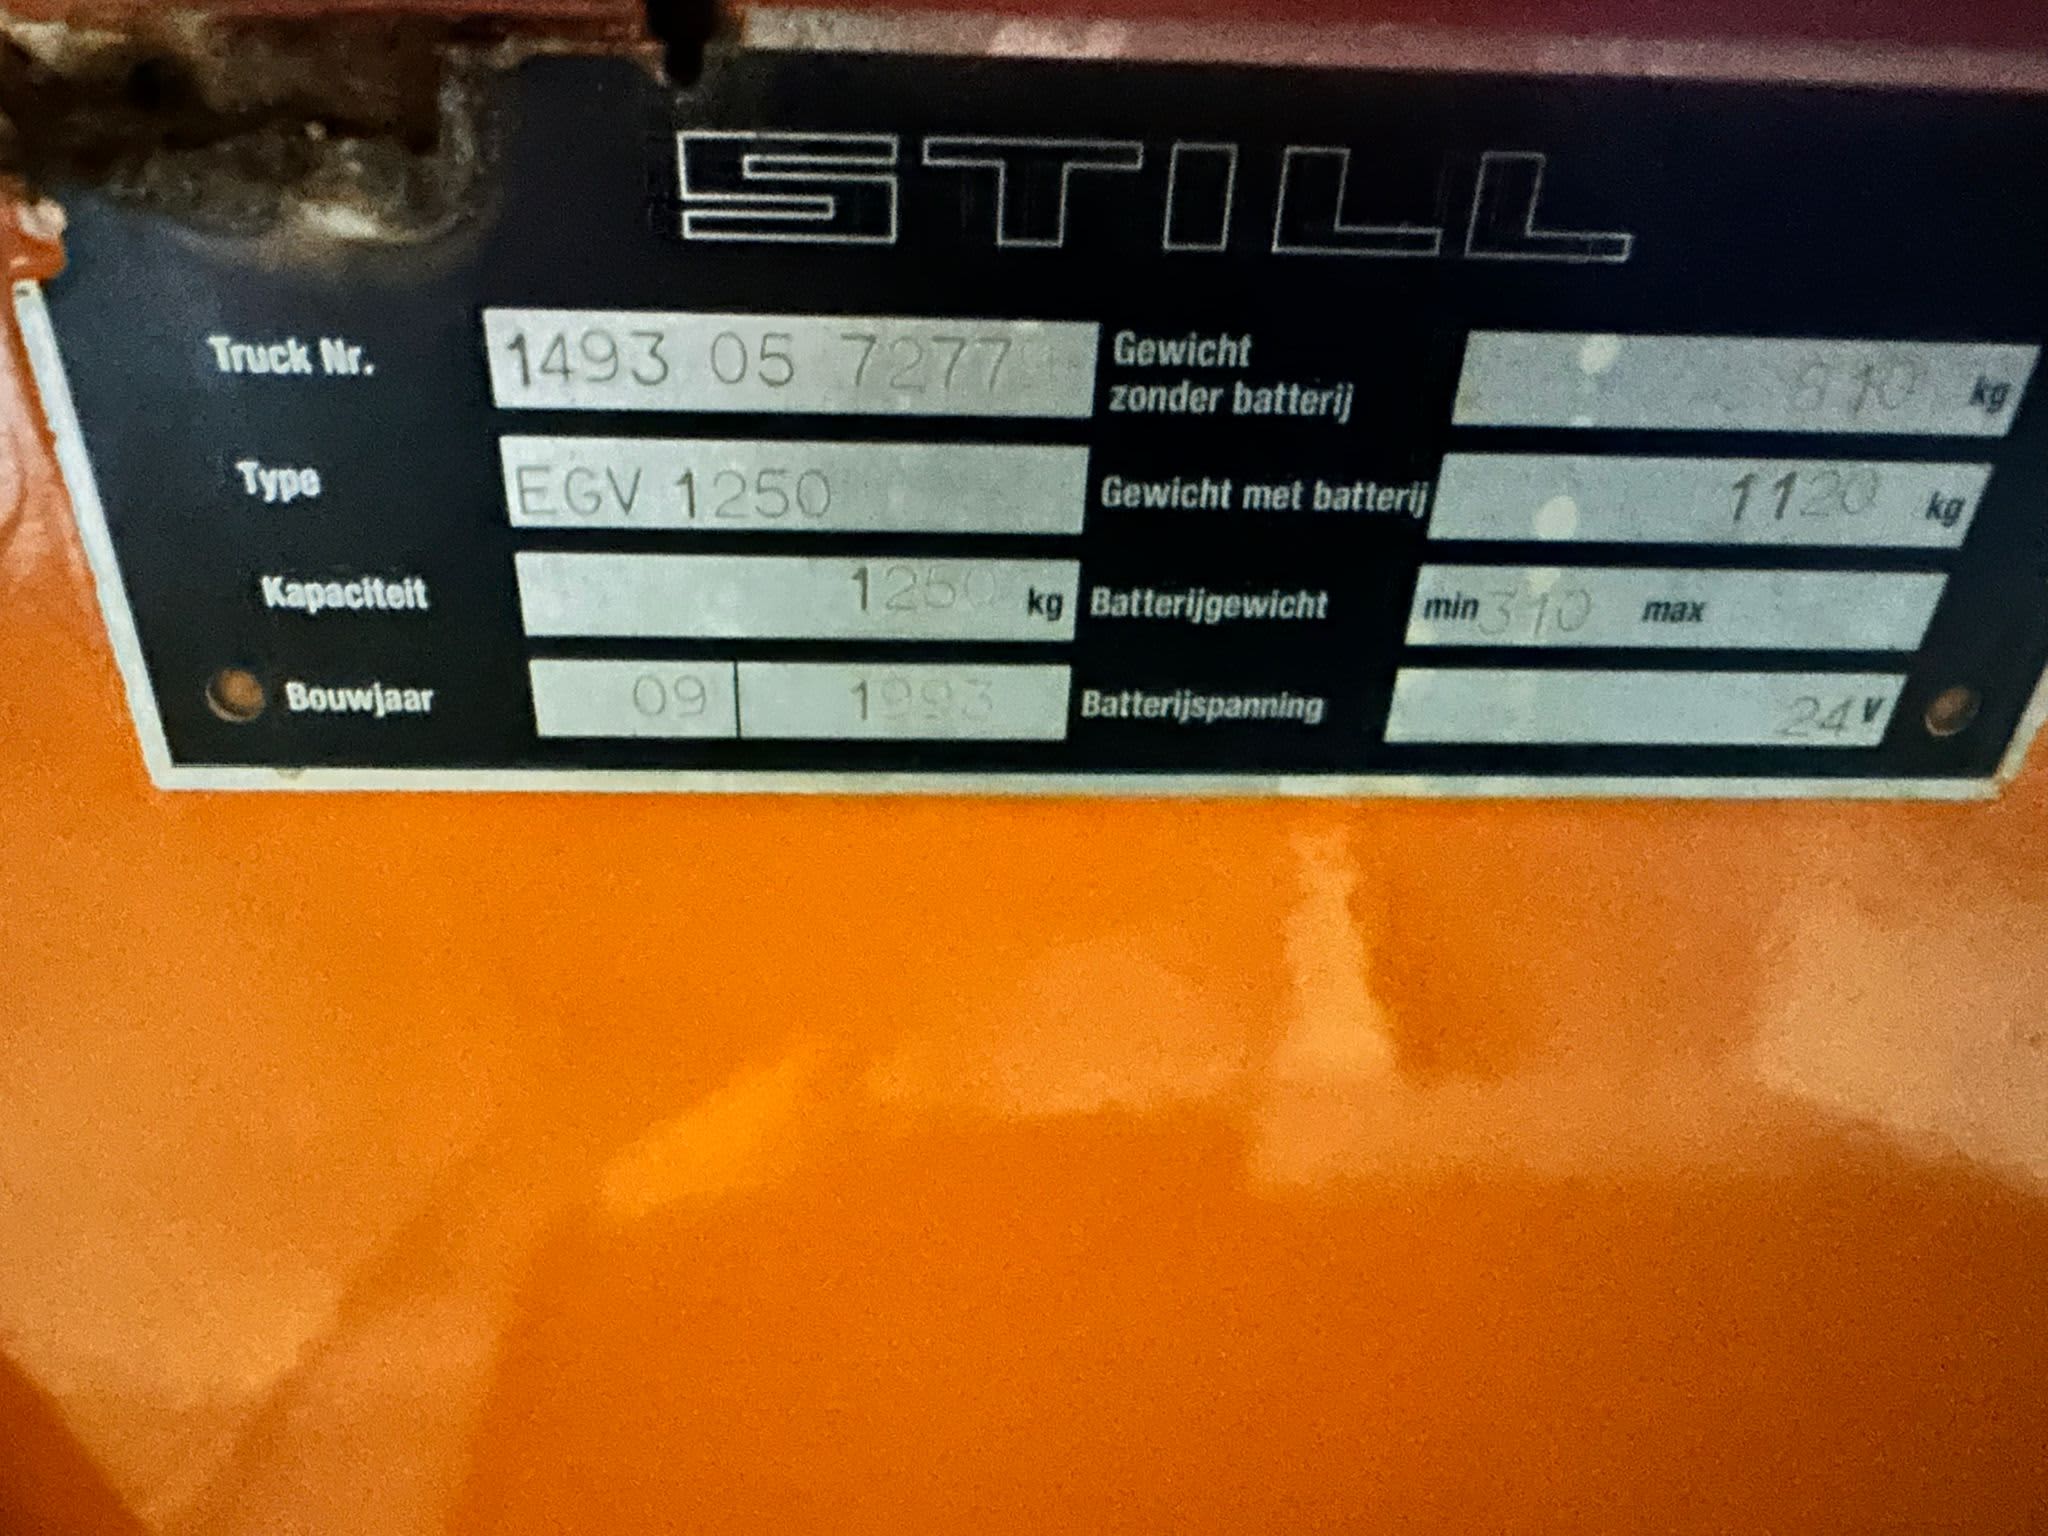 STILL
Truck Nr. 1493 05 7277 Gewicht zonder batterij 810 kg
Type EGV 1250 Gewicht met batterij 1120 kg
Kapaciteit 1250 kg Batterijgewicht min 310 max
Bouwjaar 09 1993 Batterijspanning 24 V